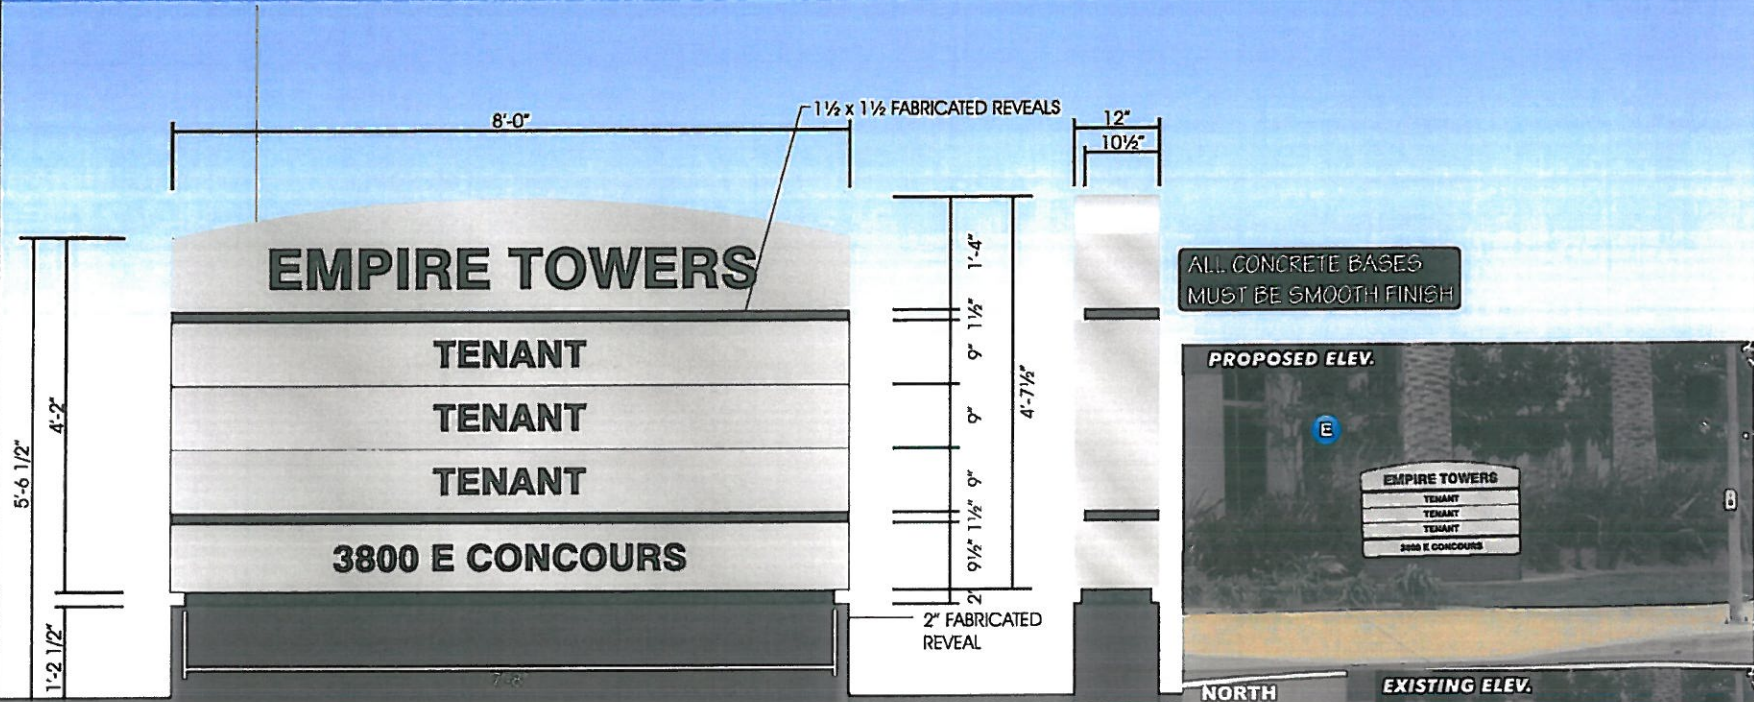 8'-0"
1½ x 1½ FABRICATED REVEALS
12"
10½"
EMPIRE TOWERS
TENANT
TENANT
TENANT
3800 E CONCOURS
5'-6 1/2"
4'-2"
1'-2 1/2"
1'-4"
1½"
9"
9"
9"
1½"
9½"
2"
4'-7½"
2" FABRICATED
REVEAL
7'-8"
ALL CONCRETE BASES
MUST BE SMOOTH FINISH
PROPOSED ELEV.
E
EMPIRE TOWERS
TENANT
TENANT
TENANT
3800 E CONCOURS
NORTH
EXISTING ELEV.